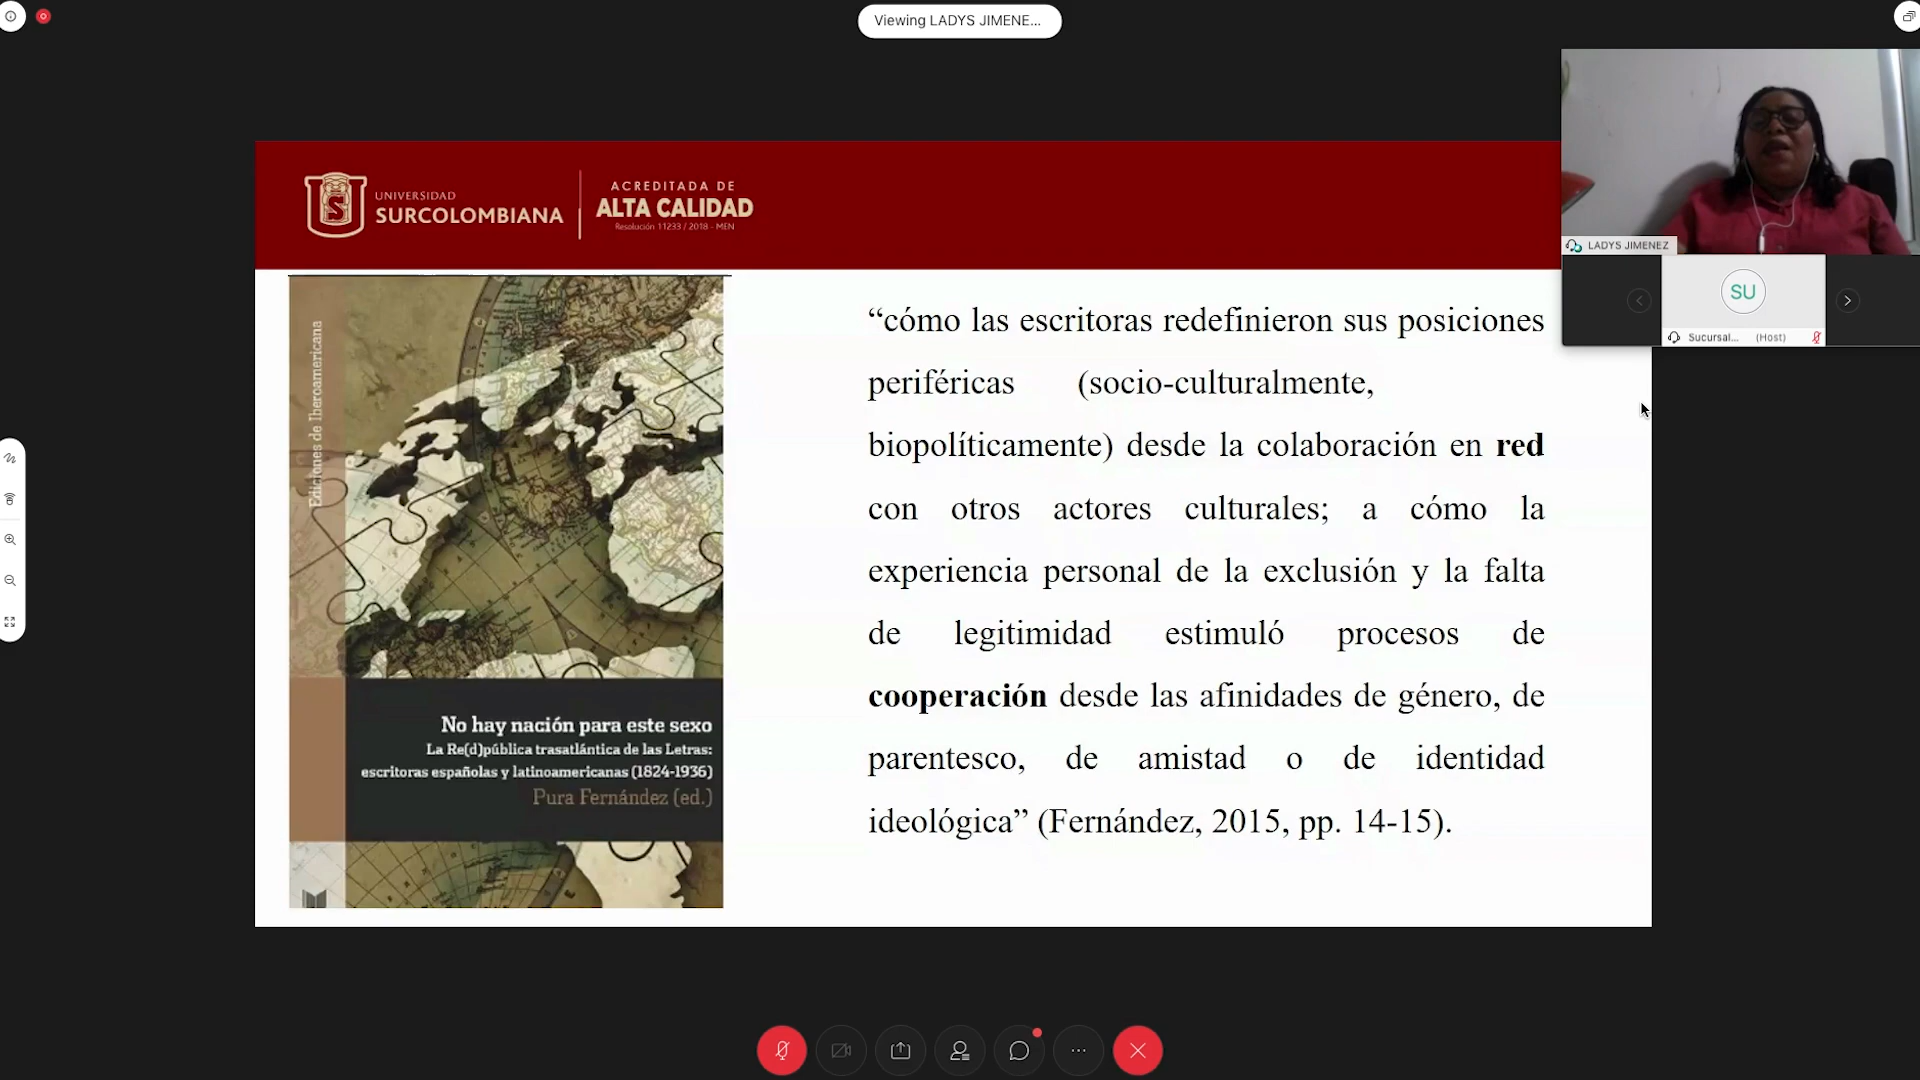 Viewing LADYS JIMENE...
UNIVERSIDAD
SURCOLOMBIANA
ACREDITADA DE
ALTA CALIDAD
Resolución 11233 / 2018 - MEN
LADYS JIMENEZ
SU
Sucursal... (Host)
Ediciones de Iberoamericana
No hay nación para este sexo
La Re(d)pública trasatlántica de las Letras:
escritoras españolas y latinoamericanas (1824-1936)
Pura Fernández (ed.)
“cómo las escritoras redefinieron sus posiciones
periféricas (socio-culturalmente,
biopolíticamente) desde la colaboración en red
con otros actores culturales; a cómo la
experiencia personal de la exclusión y la falta
de legitimidad estimuló procesos de
cooperación desde las afinidades de género, de
parentesco, de amistad o de identidad
ideológica” (Fernández, 2015, pp. 14-15).